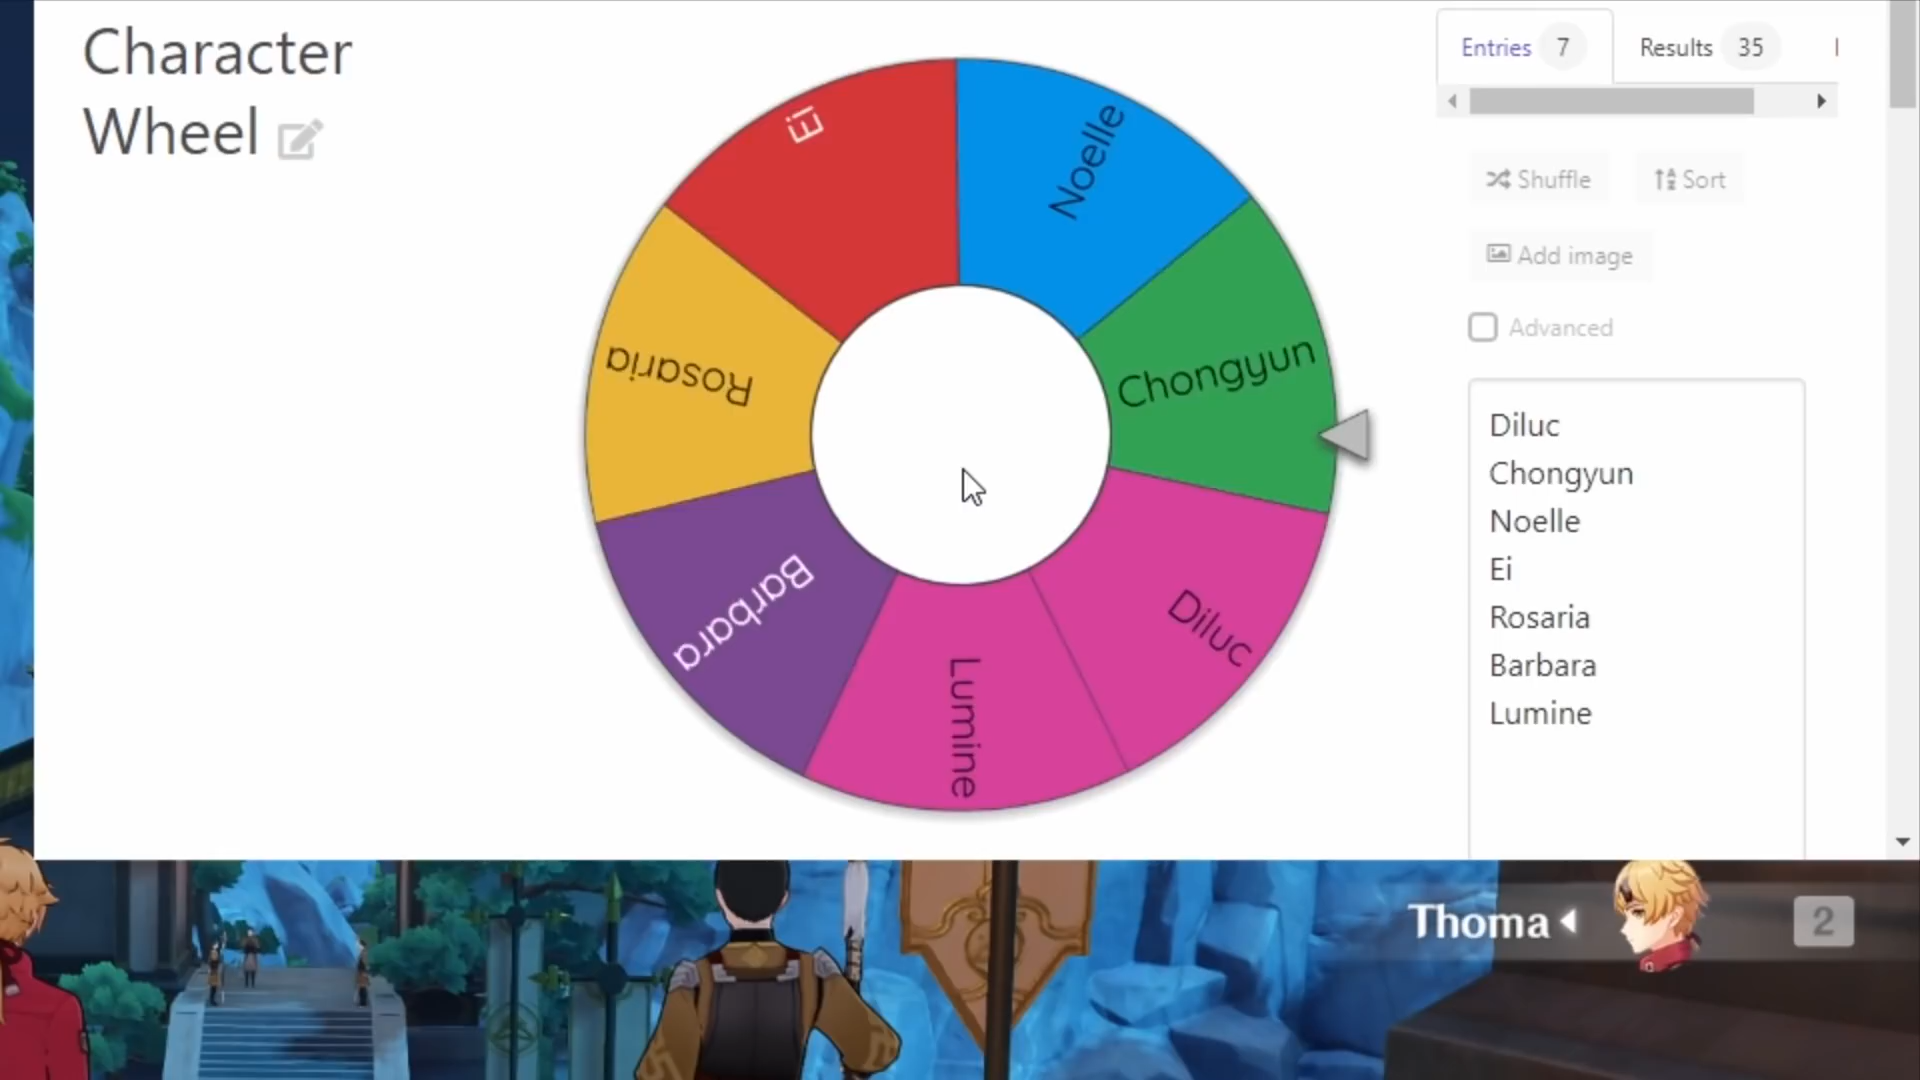 Character
Wheel
Entries 7
Results 35
Shuffle
Sort
Add image
Advanced
Ei
Noelle
Chongyun
Diluc
Lumine
Barbara
Rosaria
Diluc
Chongyun
Noelle
Ei
Rosaria
Barbara
Lumine
Thoma
2